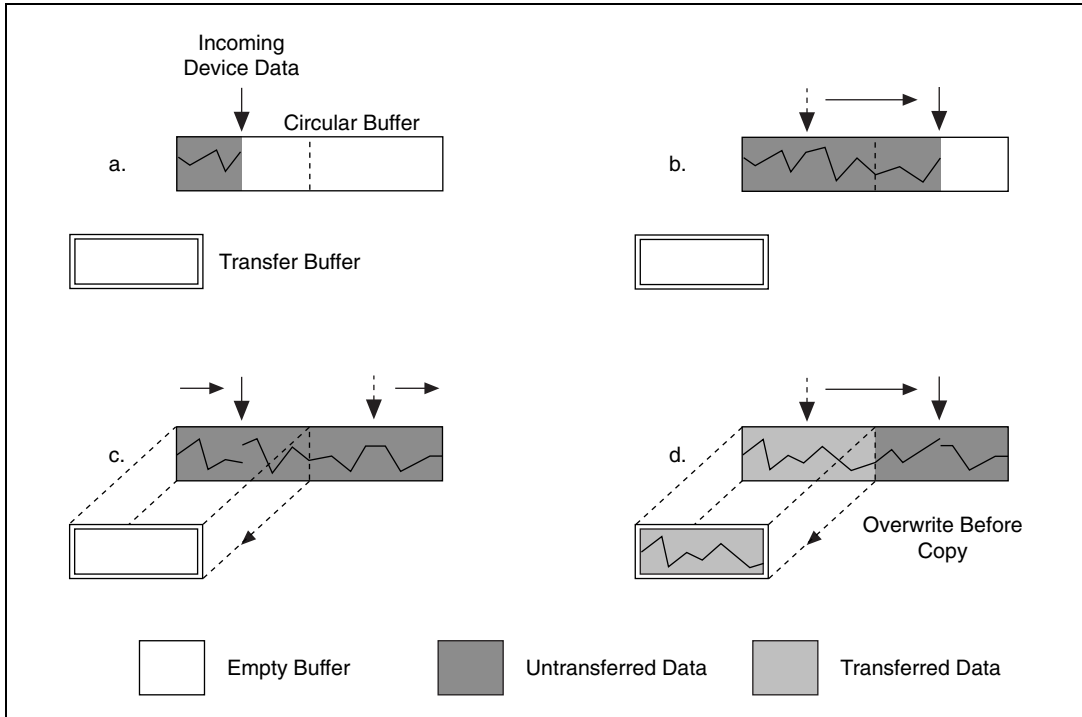 Incoming
Device Data
Circular Buffer
a.
b.
Transfer Buffer
c.
d.
Overwrite Before
Copy
Empty Buffer
Untransferred Data
Transferred Data